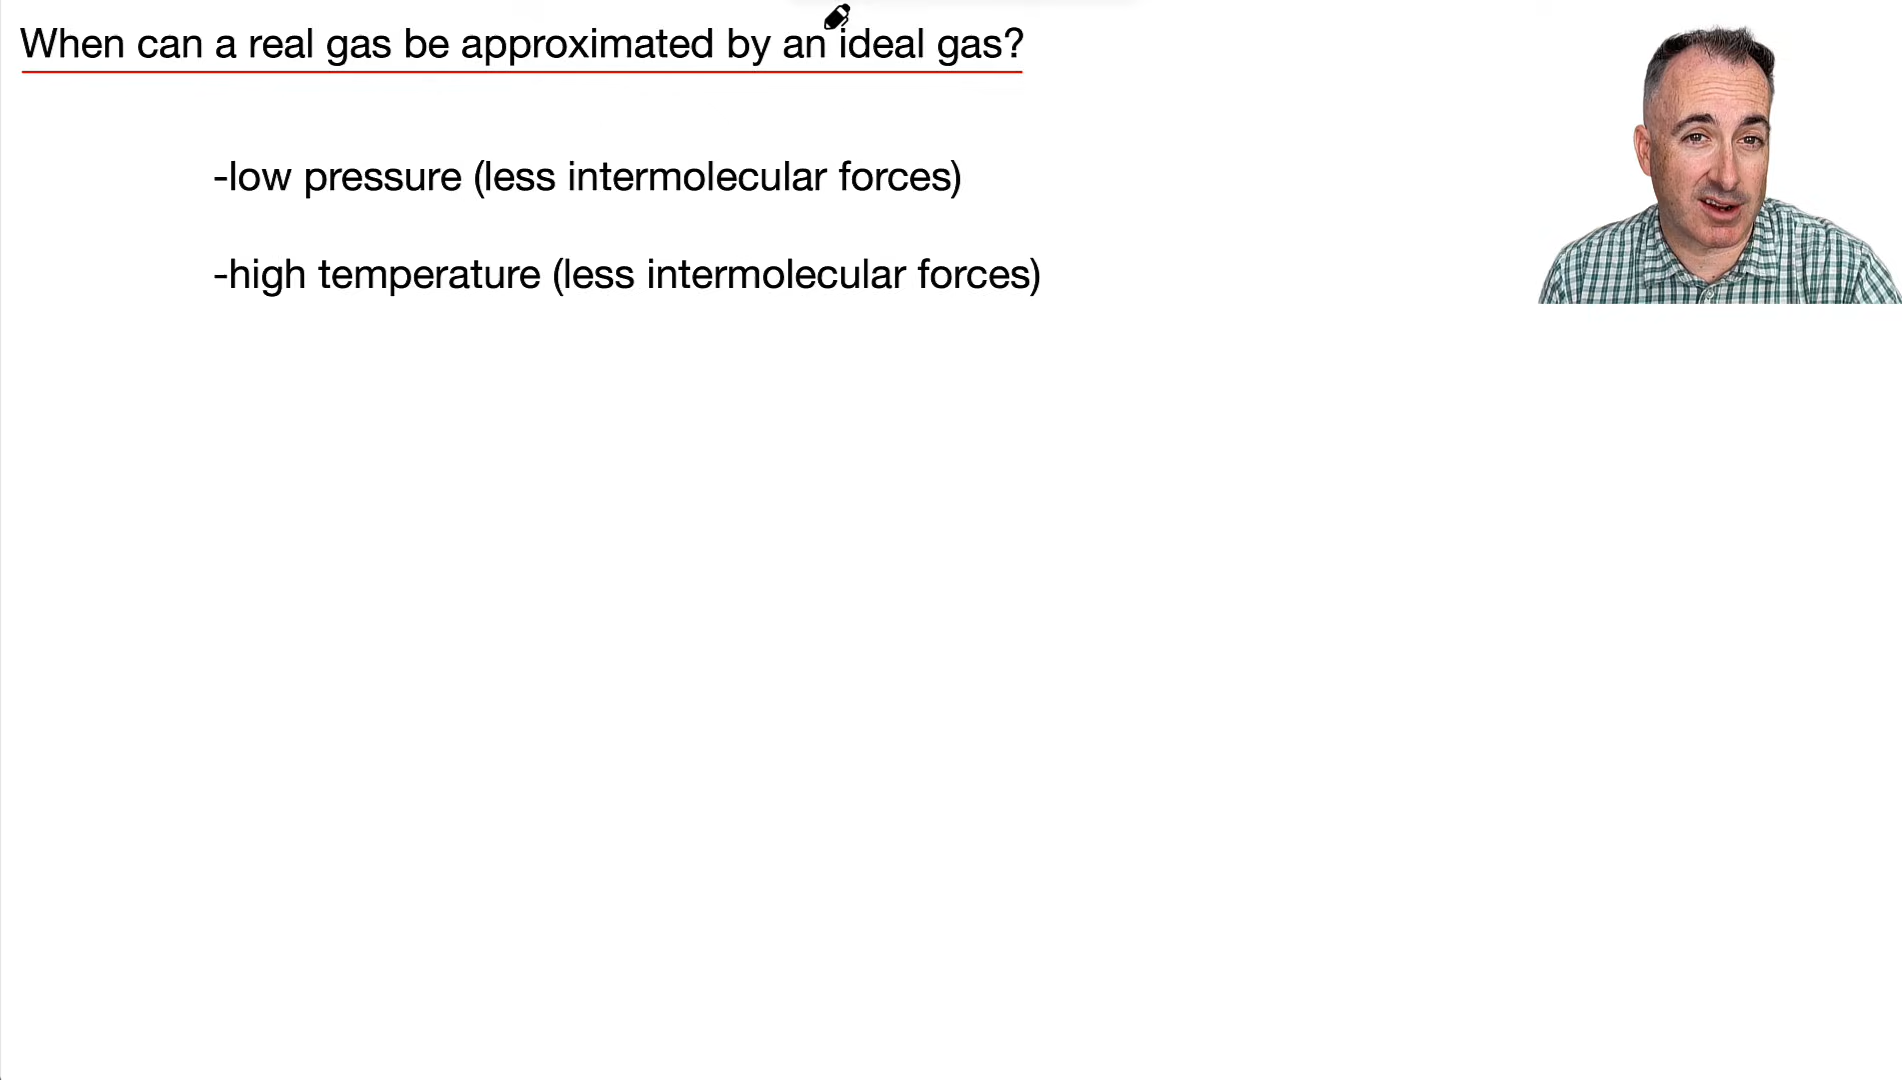 When can a real gas be approximated by an ideal gas?
-low pressure (less intermolecular forces)
-high temperature (less intermolecular forces)